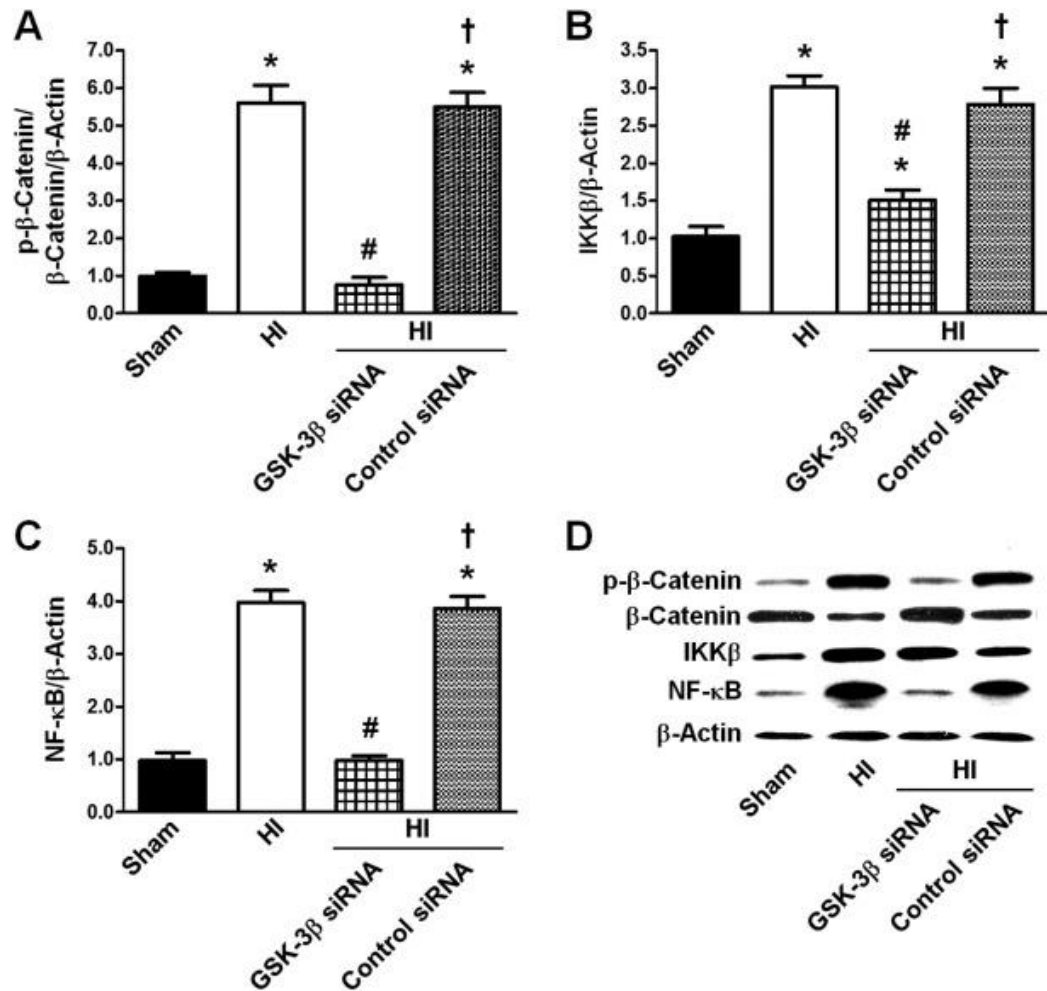 A
p-β-Catenin/
β-Catenin/β-Actin
7.0
6.0
5.0
4.0
3.0
2.0
1.0
0.0
*
#
†
*
Sham
HI
HI
GSK-3β siRNA
Control siRNA
B
IKKβ/β-Actin
3.5
3.0
2.5
2.0
1.5
1.0
0.5
0.0
*
#
*
†
*
Sham
HI
HI
GSK-3β siRNA
Control siRNA
C
NF-κB/β-Actin
5.0
4.0
3.0
2.0
1.0
0.0
*
#
†
*
Sham
HI
HI
GSK-3β siRNA
Control siRNA
D
p-β-Catenin
β-Catenin
IKKβ
NF-κB
β-Actin
Sham
HI
HI
GSK-3β siRNA
Control siRNA